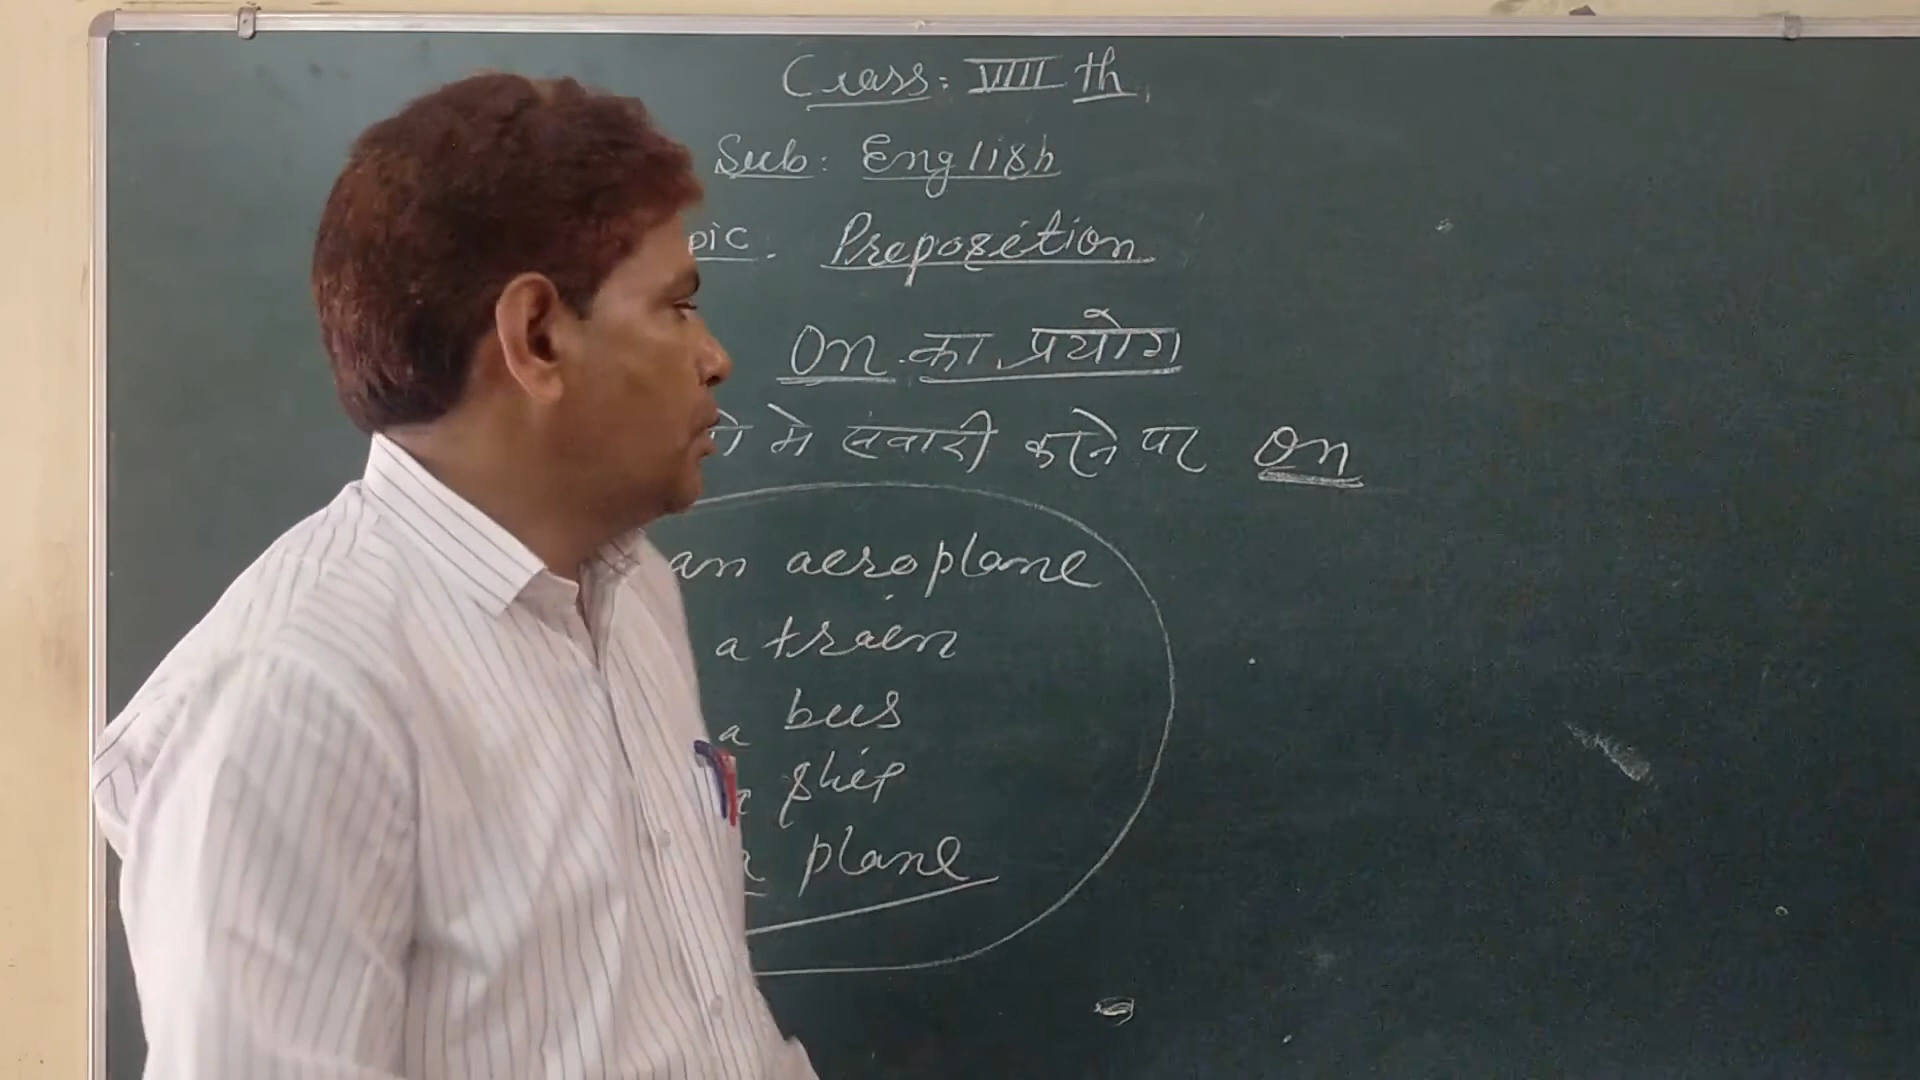 Class: VIII th,
Sub: English
pic. Preposition
On का प्रयोग
मे सवारी करने पर on
an aeroplane
a train
a bus
a ship
plane